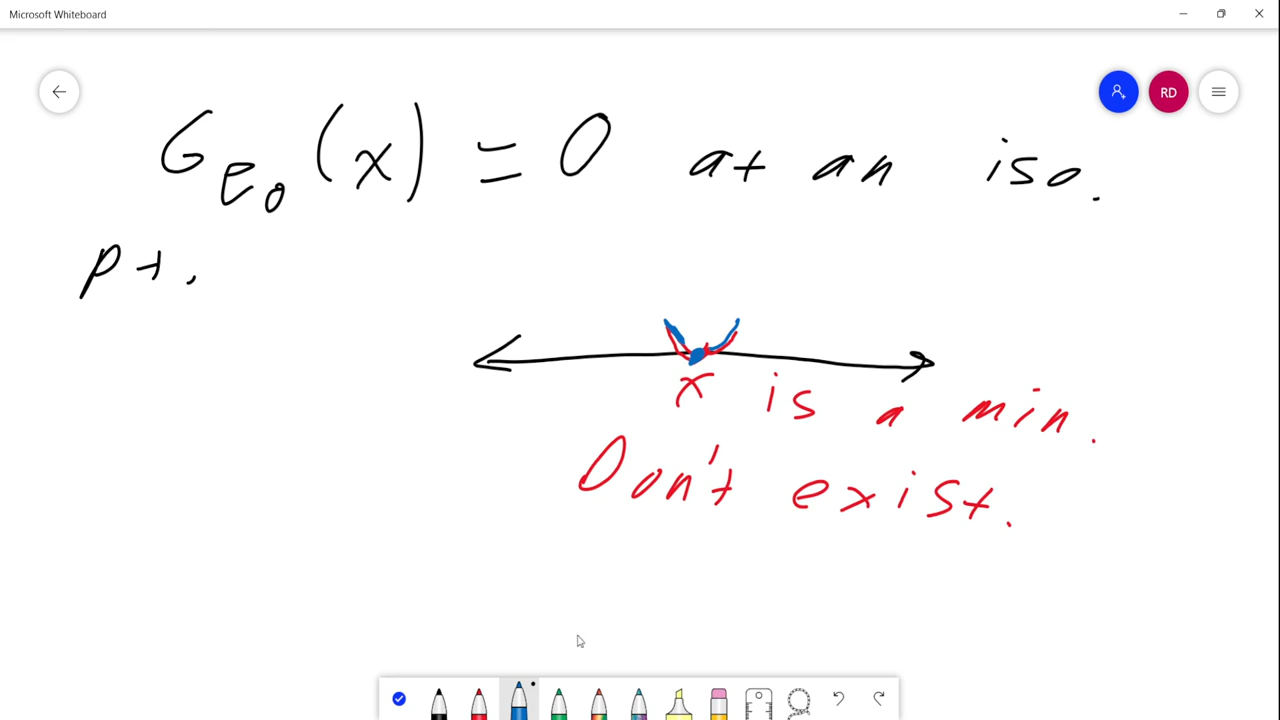 Microsoft Whiteboard
RD
G_{E_0}(x) = 0 at an iso.
pt.
x is a min.
Don't exist.